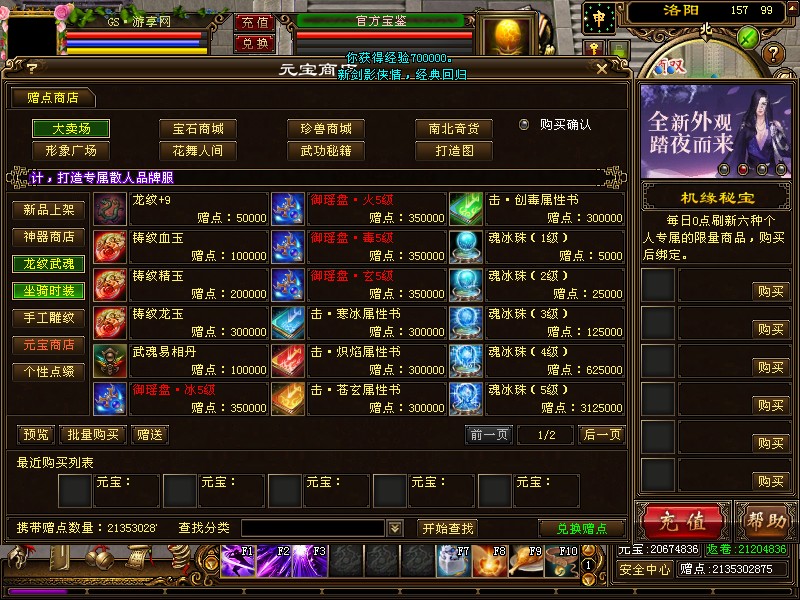 GS·游享网
充值
兑换
官方宝鉴
申
洛阳 157 99
北
你获得经验700000。
新剑影侠情，经典回归
?
元宝商店
赠点商店
大卖场 宝石商城 珍兽商城 南北奇货 购买确认
形象广场 花舞人间 武功秘籍 打造图
计，打造专属散人品牌服
新品上架
神器商店
龙纹武魂
坐骑时装
手工雕纹
元宝商店
个性点缀
龙纹+9
赠点：50000
御瑶盘·火5级
赠点：350000
击·创毒属性书
赠点：300000
铸纹血玉
赠点：100000
御瑶盘·毒5级
赠点：350000
魂冰珠（1级）
赠点：5000
铸纹精玉
赠点：200000
御瑶盘·玄5级
赠点：350000
魂冰珠（2级）
赠点：25000
铸纹龙玉
赠点：300000
击·寒冰属性书
赠点：300000
魂冰珠（3级）
赠点：125000
武魂易相丹
赠点：100000
击·炽焰属性书
赠点：300000
魂冰珠（4级）
赠点：625000
御瑶盘·冰5级
赠点：350000
击·苍玄属性书
赠点：300000
魂冰珠（5级）
赠点：3125000
预览 批量购买 赠送 前一页 1/2 后一页
最近购买列表
元宝： 元宝： 元宝： 元宝： 元宝：
携带赠点数量：21353028 查找分类 开始查找 兑换赠点
全新外观
踏夜而来
机缘秘宝
每日0点刷新六种个
人专属的限量商品，购买
后绑定。
购买
购买
购买
购买
购买
购买
充值 帮助
元宝:20674836 返卷:21204836
安全中心 赠点:2135302875
F1 F2 F3 F7 F8 F9 F10
1